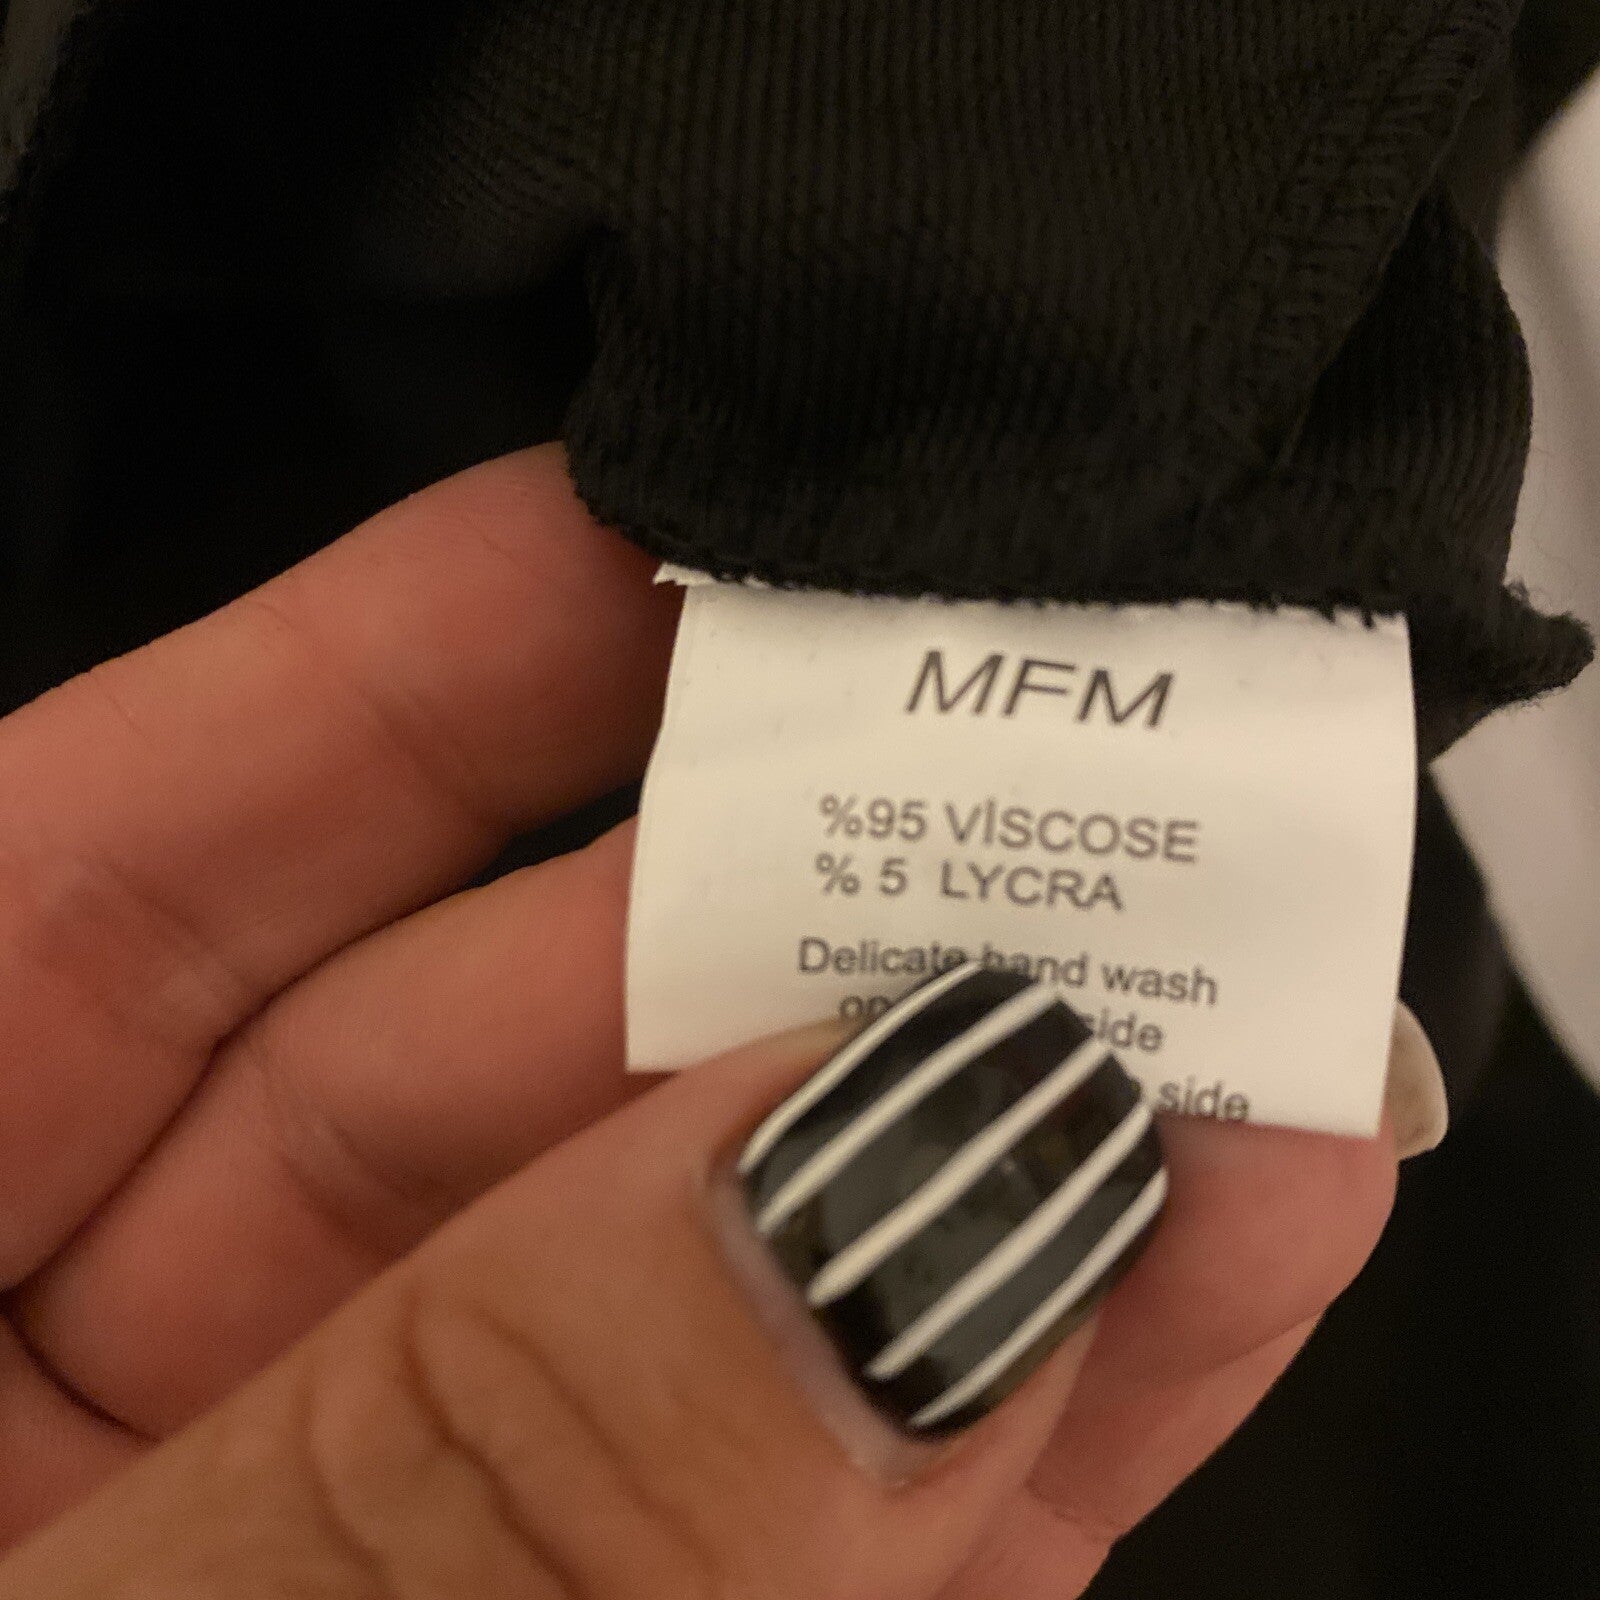 MFM
%95 VİSCOSE
% 5 LYCRA
Delicate hand wash
side
side